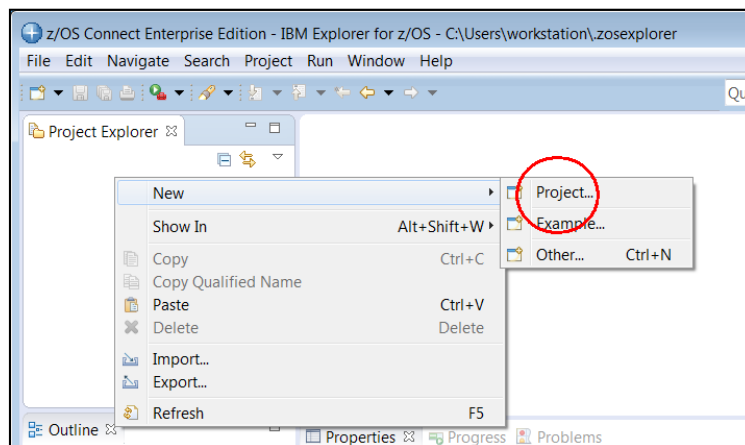 z/OS Connect Enterprise Edition - IBM Explorer for z/OS - C:\Users\workstation\.zosexplorer
File Edit Navigate Search Project Run Window Help
Qu
Project Explorer
New
Project...
Show In Alt+Shift+W
Example...
Other... Ctrl+N
Copy Ctrl+C
Copy Qualified Name
Paste Ctrl+V
Delete Delete
Import...
Export...
Refresh F5
Outline
Properties Progress Problems